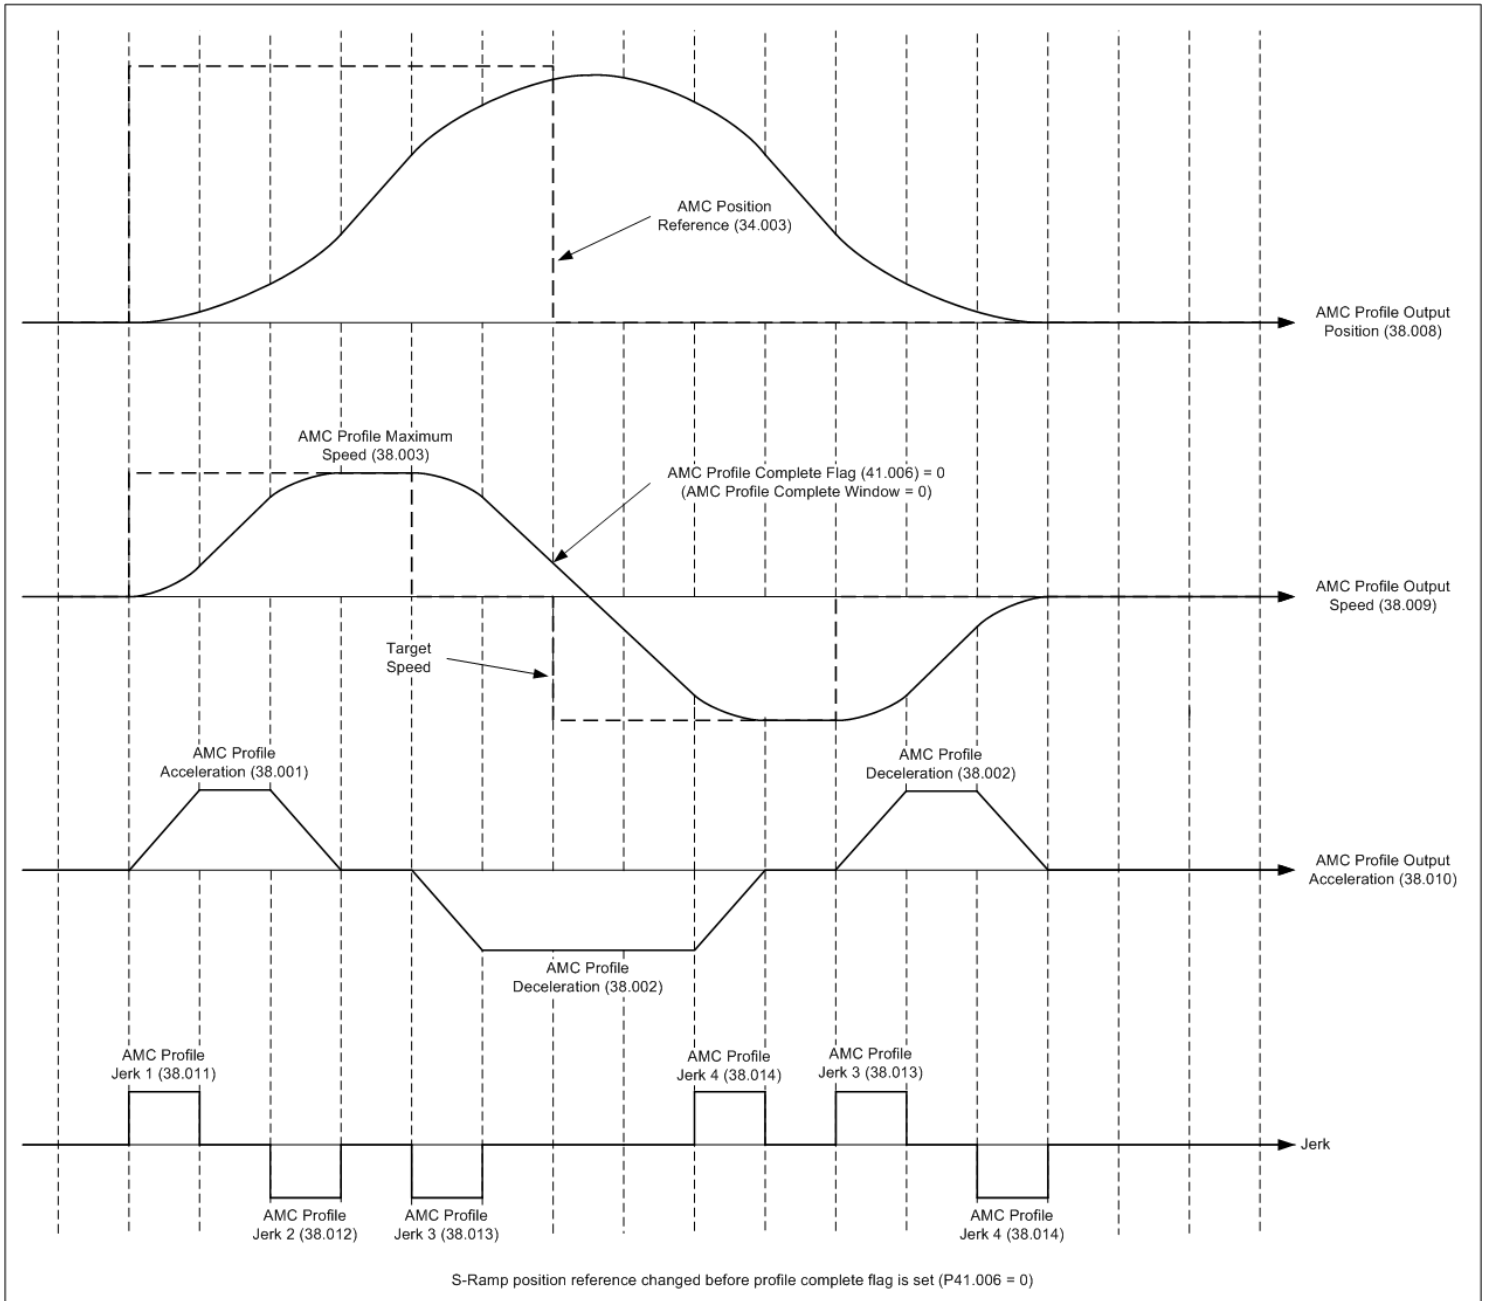 AMC Position
Reference (34.003)
AMC Profile Output
Position (38.008)
AMC Profile Maximum
Speed (38.003)
AMC Profile Complete Flag (41.006) = 0
(AMC Profile Complete Window = 0)
AMC Profile Output
Speed (38.009)
Target
Speed
AMC Profile
Acceleration (38.001)
AMC Profile
Deceleration (38.002)
AMC Profile Output
Acceleration (38.010)
AMC Profile
Deceleration (38.002)
AMC Profile
Jerk 1 (38.011)
AMC Profile
Jerk 4 (38.014)
AMC Profile
Jerk 3 (38.013)
Jerk
AMC Profile
Jerk 2 (38.012)
AMC Profile
Jerk 3 (38.013)
AMC Profile
Jerk 4 (38.014)
S-Ramp position reference changed before profile complete flag is set (P41.006 = 0)